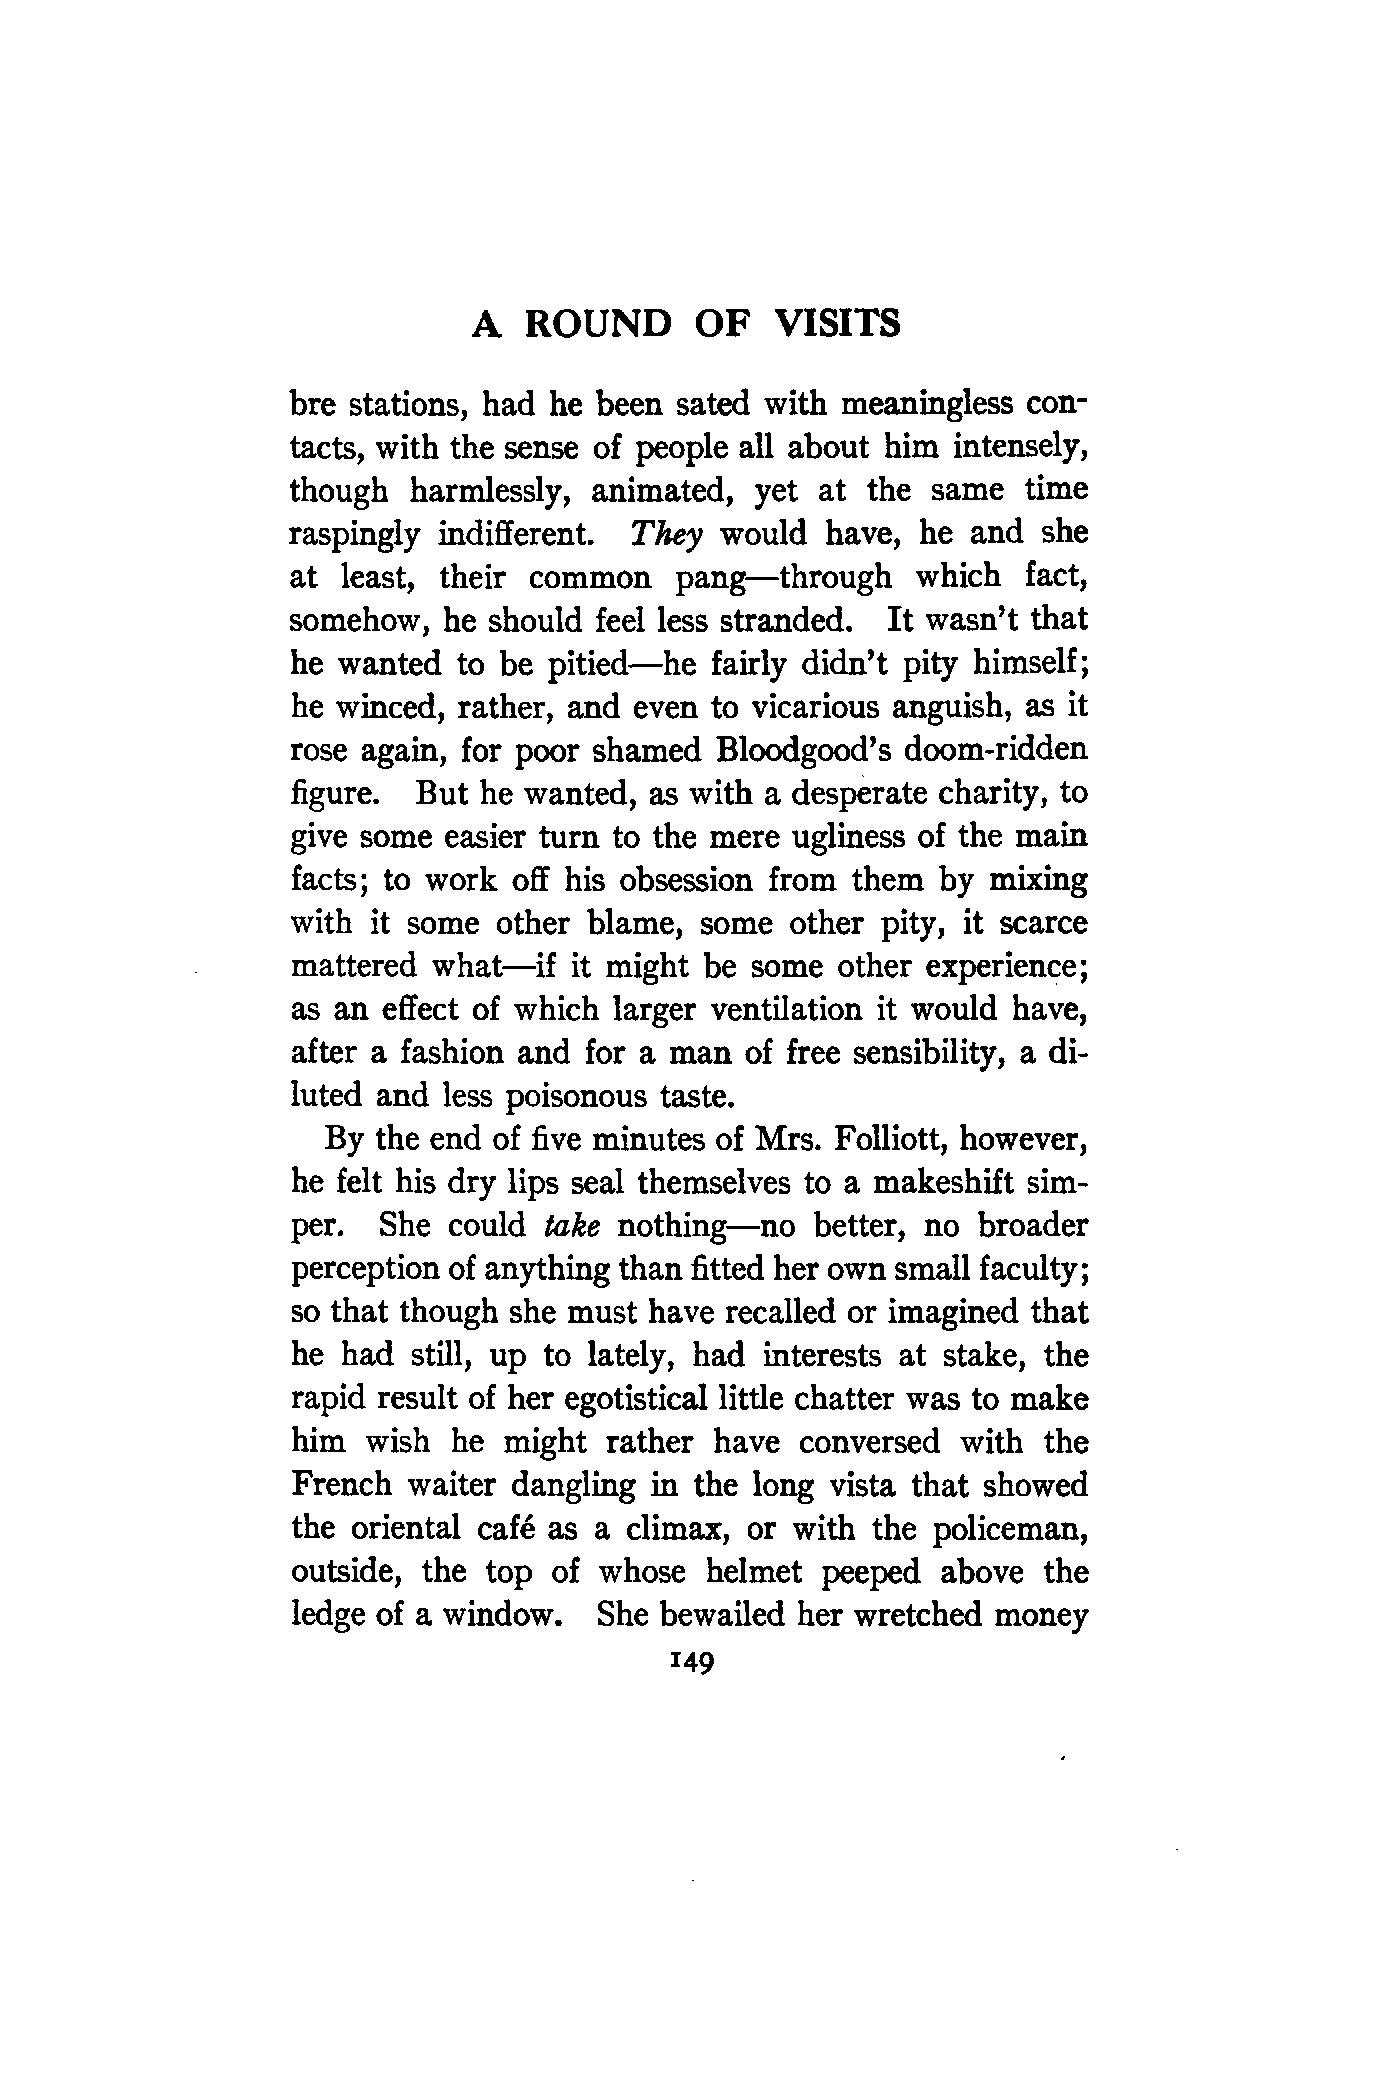 A ROUND OF VISITS
bre stations, had he been sated with meaningless con-
tacts, with the sense of people all about him intensely,
though harmlessly, animated, yet at the same time
raspingly indifferent. They would have, he and she
at least, their common pang—through which fact,
somehow, he should feel less stranded. It wasn't that
he wanted to be pitied—he fairly didn't pity himself;
he winced, rather, and even to vicarious anguish, as it
rose again, for poor shamed Bloodgood's doom-ridden
figure. But he wanted, as with a desperate charity, to
give some easier turn to the mere ugliness of the main
facts; to work off his obsession from them by mixing
with it some other blame, some other pity, it scarce
mattered what—if it might be some other experience;
as an effect of which larger ventilation it would have,
after a fashion and for a man of free sensibility, a di-
luted and less poisonous taste.
By the end of five minutes of Mrs. Folliott, however,
he felt his dry lips seal themselves to a makeshift sim-
per. She could take nothing—no better, no broader
perception of anything than fitted her own small faculty;
so that though she must have recalled or imagined that
he had still, up to lately, had interests at stake, the
rapid result of her egotistical little chatter was to make
him wish he might rather have conversed with the
French waiter dangling in the long vista that showed
the oriental café as a climax, or with the policeman,
outside, the top of whose helmet peeped above the
ledge of a window. She bewailed her wretched money
149